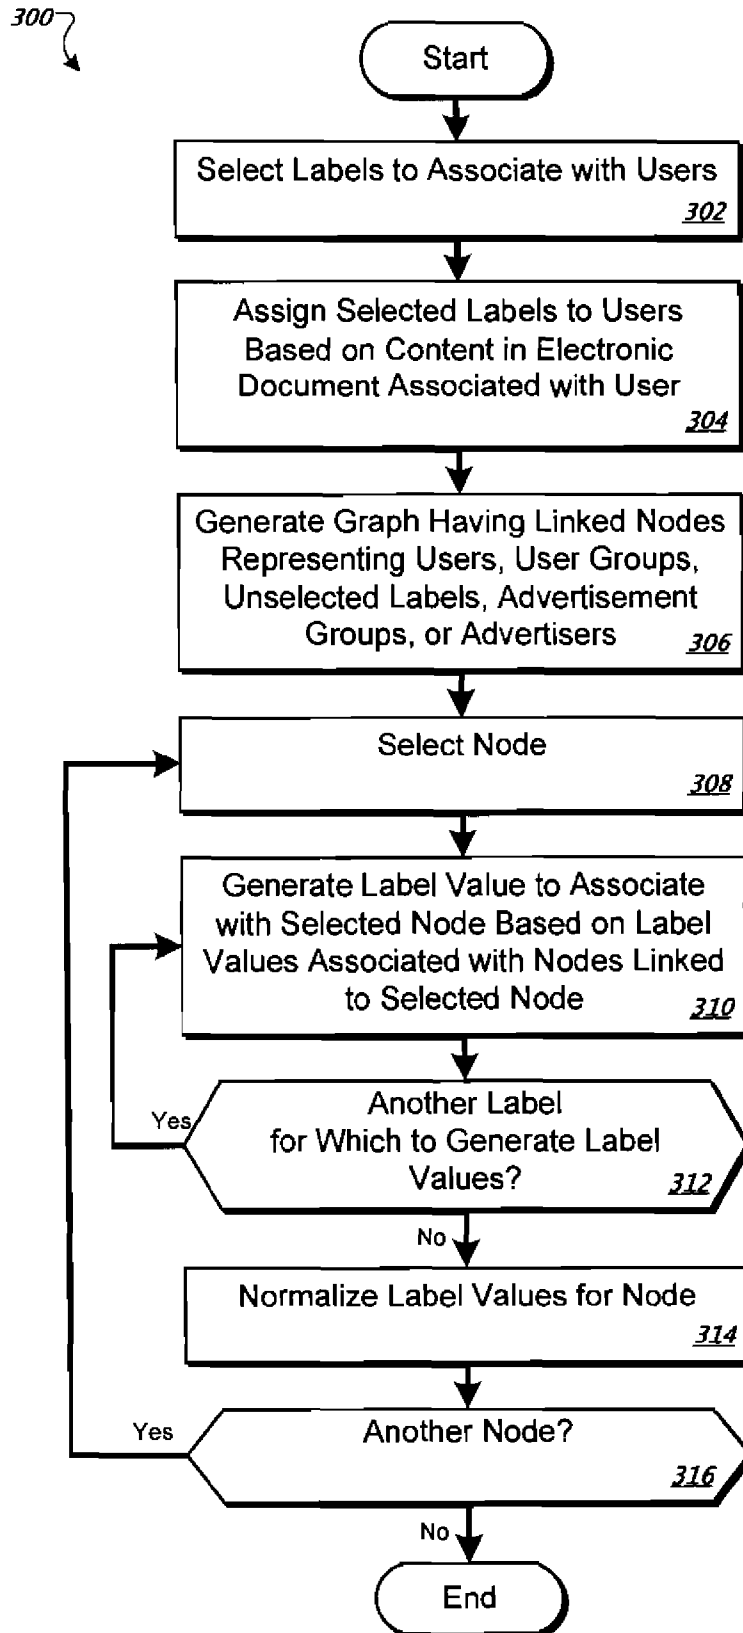 300
Start
Select Labels to Associate with Users
302
Assign Selected Labels to Users
Based on Content in Electronic
Document Associated with User
304
Generate Graph Having Linked Nodes
Representing Users, User Groups,
Unselected Labels, Advertisement
Groups, or Advertisers
306
Select Node
308
Generate Label Value to Associate
with Selected Node Based on Label
Values Associated with Nodes Linked
to Selected Node
310
Yes
Another Label
for Which to Generate Label
Values?
312
No
Normalize Label Values for Node
314
Yes
Another Node?
316
No
End